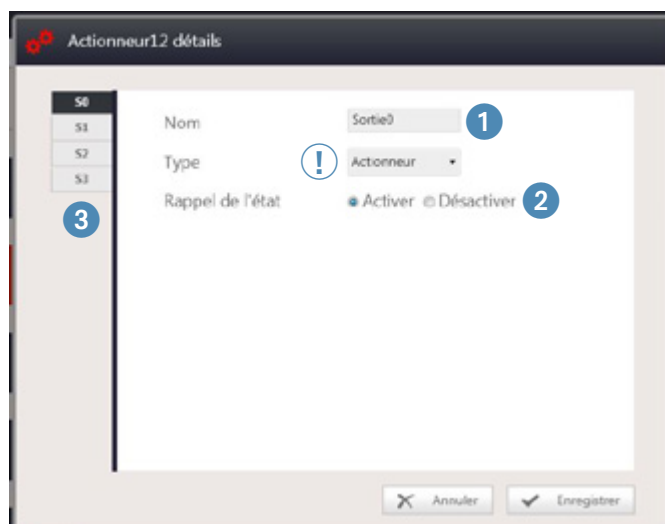 Actionneur12 détails
S0
S1
S2
S3
3
Nom
Sortie0
1
Type
!
Actionneur
Rappel de l'état
Activer
Désactiver
2
Annuler
Enregistrer